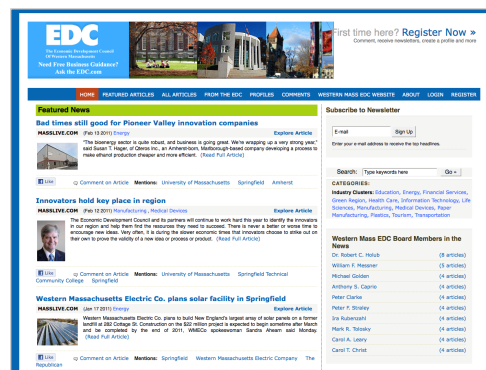 EDC
The Economic Development Council
Of Western Massachusetts
Need Free Business Guidance?
Ask the EDC.com
First time here? Register Now »
Comment, receive newsletters, create a profile and more
HOME FEATURED ARTICLES ALL ARTICLES FROM THE EDC PROFILES COMMENTS WESTERN MASS EDC WEBSITE ABOUT LOGIN REGISTER
Featured News
Bad times still good for Pioneer Valley innovation companies
MASSLIVE.COM (Feb 13 2011) Energy Explore Article
"The bioenergy sector is quite robust, and business is going quite well. We're wrapping up a very strong year,"
said Susan T. Hager, of Qteros Inc., an Amherst-born, Marlborough-based company developing a process to
make ethanol production cheaper and more efficient. (Read Full Article)
Like Comment on Article Mentions: University of Massachusetts Springfield Amherst
Innovators hold key place in region
MASSLIVE.COM (Feb 12 2011) Manufacturing , Medical Devices Explore Article
The Economic Development Council and its partners will continue to work hard this year to identify the innovators
in our region and help them find the resources they need to succeed. There is never a better or worse time to
encourage new ideas. Very often, it is during the slower economic times that innovators choose to strike out on
their own to prove the validity of a new idea or process or product. (Read Full Article)
Like Comment on Article Mentions: University of Massachusetts Springfield Technical
Community College Springfield
Western Massachusetts Electric Co. plans solar facility in Springfield
MASSLIVE.COM (Jan 17 2011) Energy Explore Article
Western Massachusetts Electric Co. plans to build New England's largest array of solar panels on a former
landfill at 282 Cottage St. Construction on the $22 million project is expected to begin sometime after March
and be completed by the end of 2011, WMECo spokeswoman Sandra Ahearn said Monday.
(Read Full Article)
Like Comment on Article Mentions: Springfield Western Massachusetts Electric Company The
Republican
Subscribe to Newsletter
E-mail Sign Up
Enter your e-mail address to receive the top headlines.
Search: Type keywords here Go »
CATEGORIES:
Industry Clusters: Education, Energy, Financial Services,
Green Region, Health Care, Information Technology, Life
Sciences, Manufacturing, Medical Devices, Paper
Manufacturing, Plastics, Tourism, Transportation
Western Mass EDC Board Members in the
News
Dr. Robert C. Holub (8 articles)
William F. Messner (5 articles)
Michael Golden (4 articles)
Anthony S. Caprio (4 articles)
Peter Clarke (4 articles)
Peter F. Straley (4 articles)
Ira Rubenzahl (4 articles)
Mark R. Tolosky (4 articles)
Carol A. Leary (4 articles)
Carol T. Christ (4 articles)